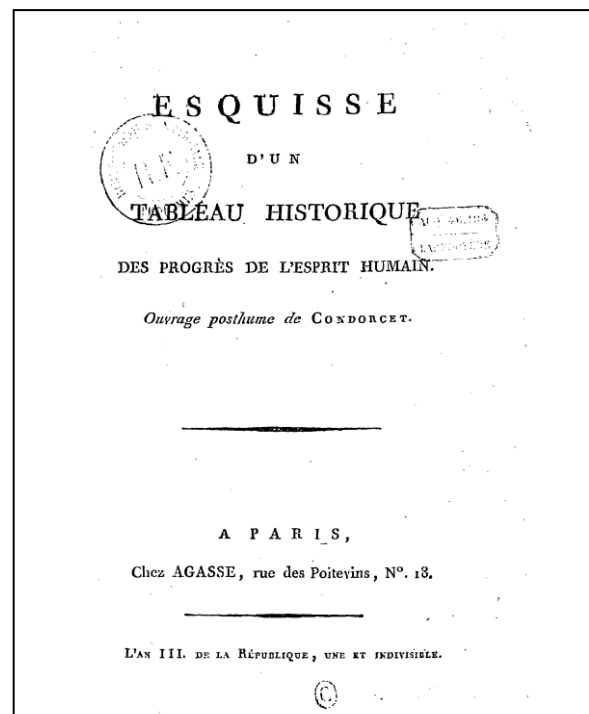 ESQUISSE
D'UN
TABLEAU HISTORIQUE
DES PROGRÈS DE L'ESPRIT HUMAIN.
Ouvrage posthume de CONDORCET.
A PARIS,
Chez AGASSE, rue des Poitevins, N°. 18.
L'AN III. DE LA RÉPUBLIQUE, UNE ET INDIVISIBLE.
©